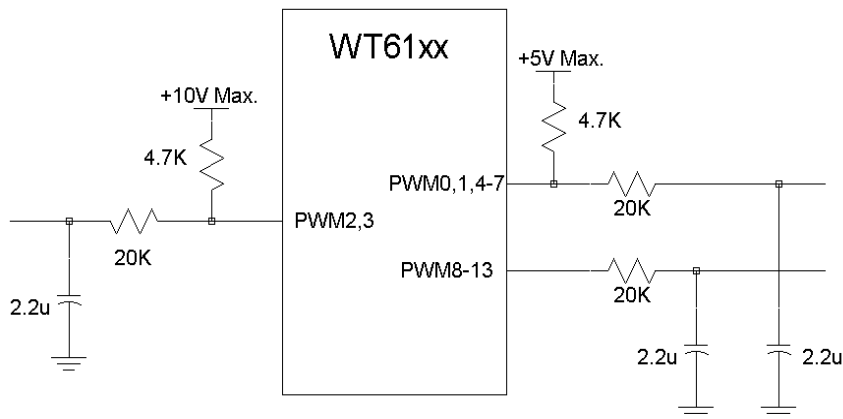 WT61xx
+5V Max.
+10V Max.
4.7K
4.7K
PWM0,1,4-7
PWM2,3
20K
20K
PWM8-13
20K
2.2u
2.2u
2.2u